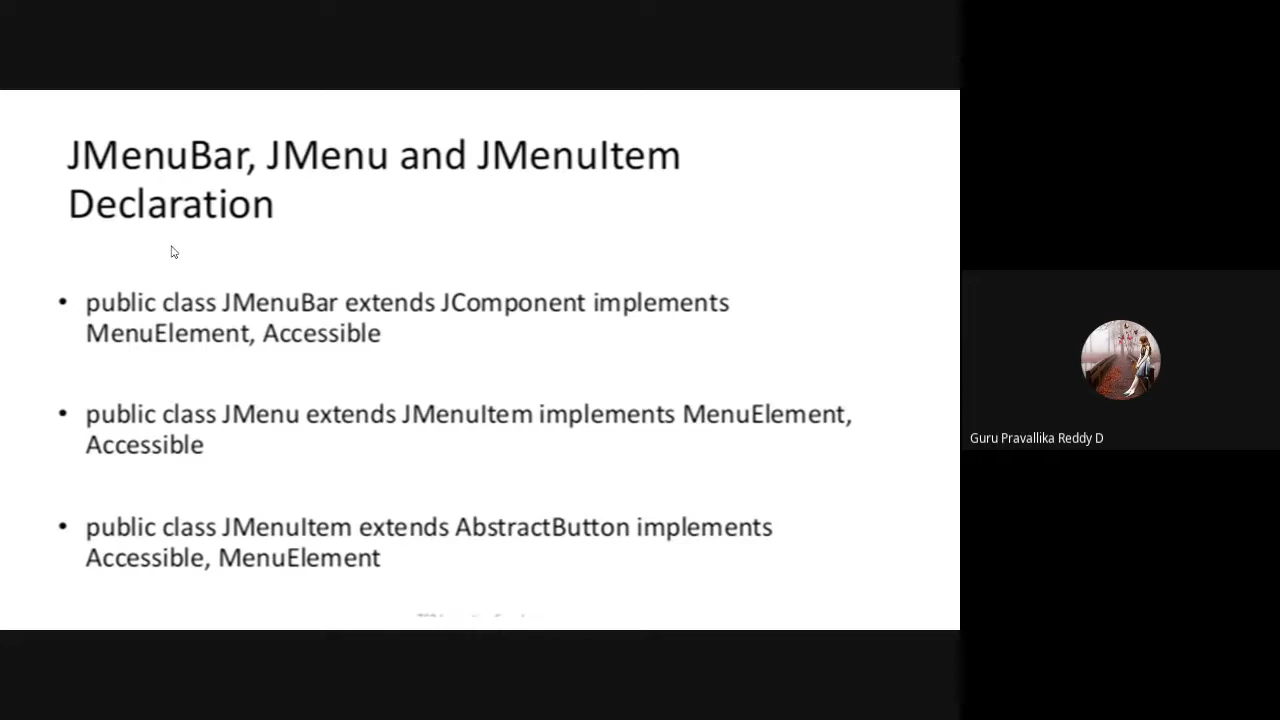 JMenuBar, JMenu and JMenuItem
Declaration
• public class JMenuBar extends JComponent implements
MenuElement, Accessible
• public class JMenu extends JMenuItem implements MenuElement,
Accessible
• public class JMenuItem extends AbstractButton implements
Accessible, MenuElement
Guru Pravallika Reddy D